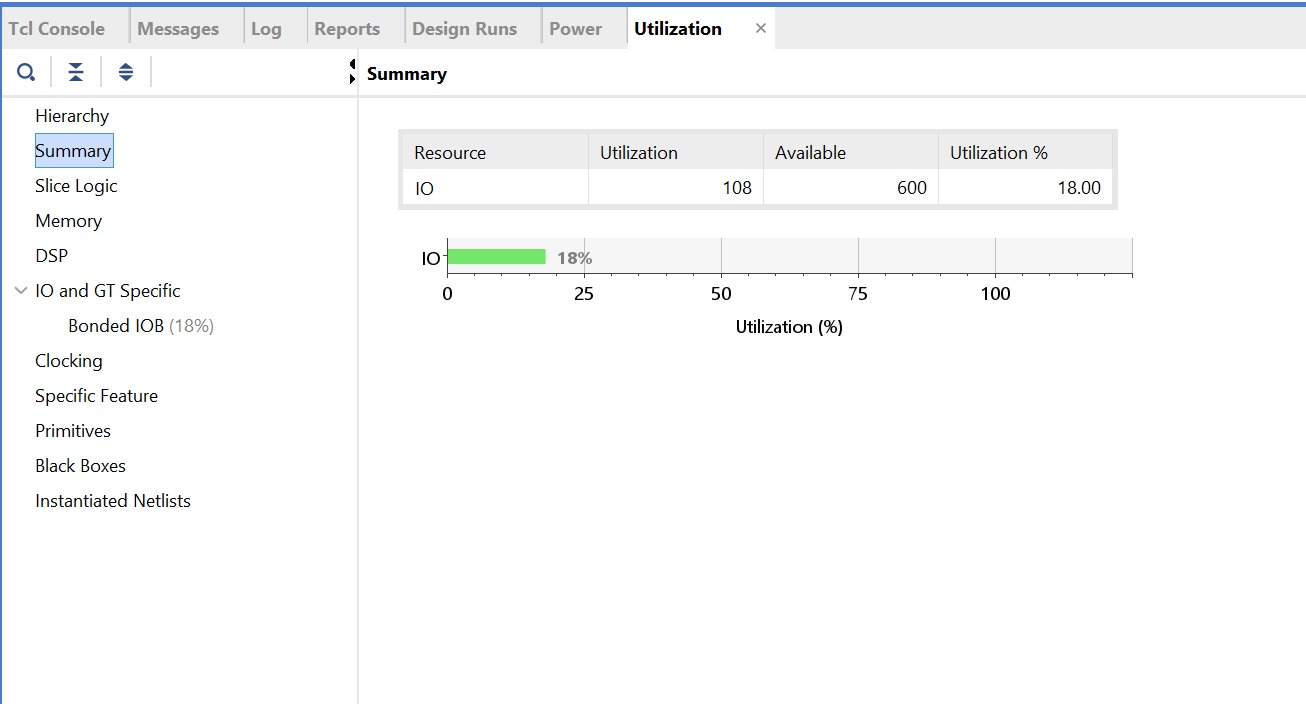 Tcl Console Messages Log Reports Design Runs Power Utilization
Summary
Hierarchy
Summary
Slice Logic
Memory
DSP
IO and GT Specific
Bonded IOB (18%)
Clocking
Specific Feature
Primitives
Black Boxes
Instantiated Netlists
Resource Utilization Available Utilization %
IO 108 600 18.00
IO 18%
0 25 50 75 100
Utilization (%)